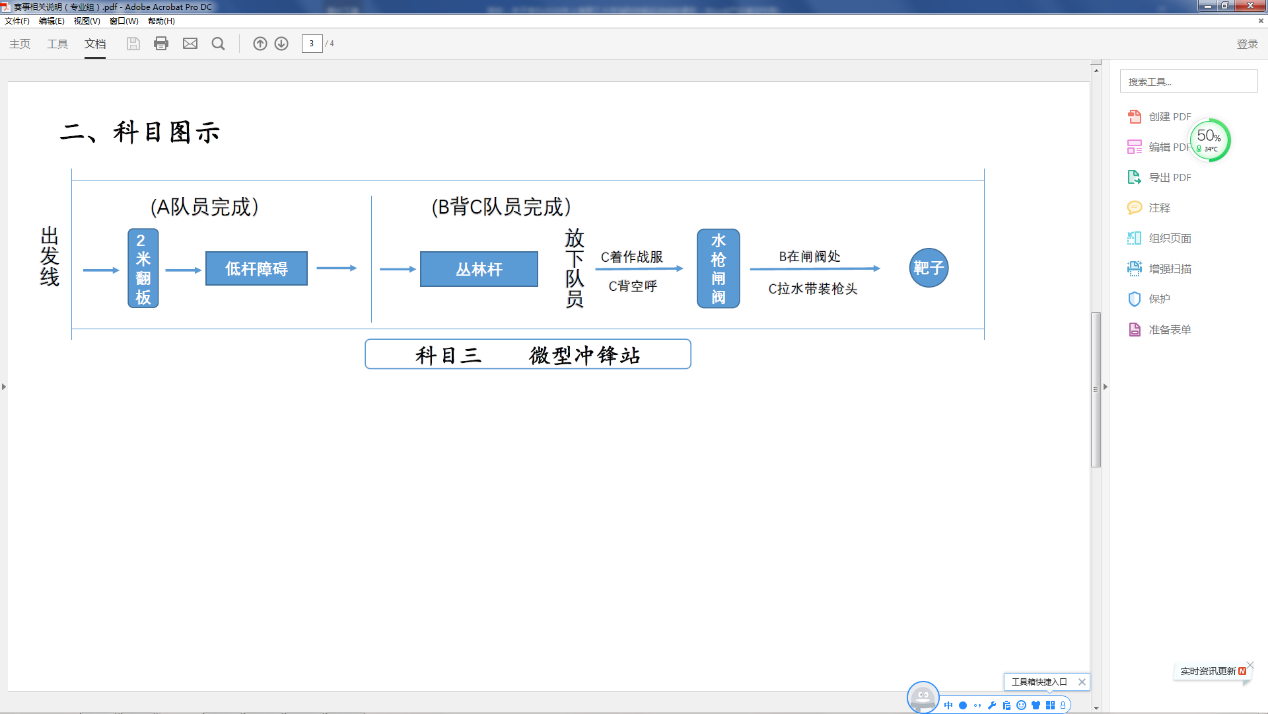 赛事相关说明（专业组）.pdf - Adobe Acrobat Pro DC
文件(F) 编辑(E) 视图(V) 窗口(W) 帮助(H)
主页 工具 文档 3 / 4 登录
搜索工具...
创建 PDF
编辑 PDF
导出 PDF
注释
组织页面
增强扫描
保护
准备表单
50%
34℃
二、科目图示
(A队员完成）
(B背C队员完成）
出发线
2米翻板
低杆障碍
丛林杆
放下队员
C着作战服
C背空呼
水枪闸阀
B在闸阀处
C拉水带装枪头
靶子
科目三 微型冲锋站
实时资讯更新 N
工具箱快捷入口
中